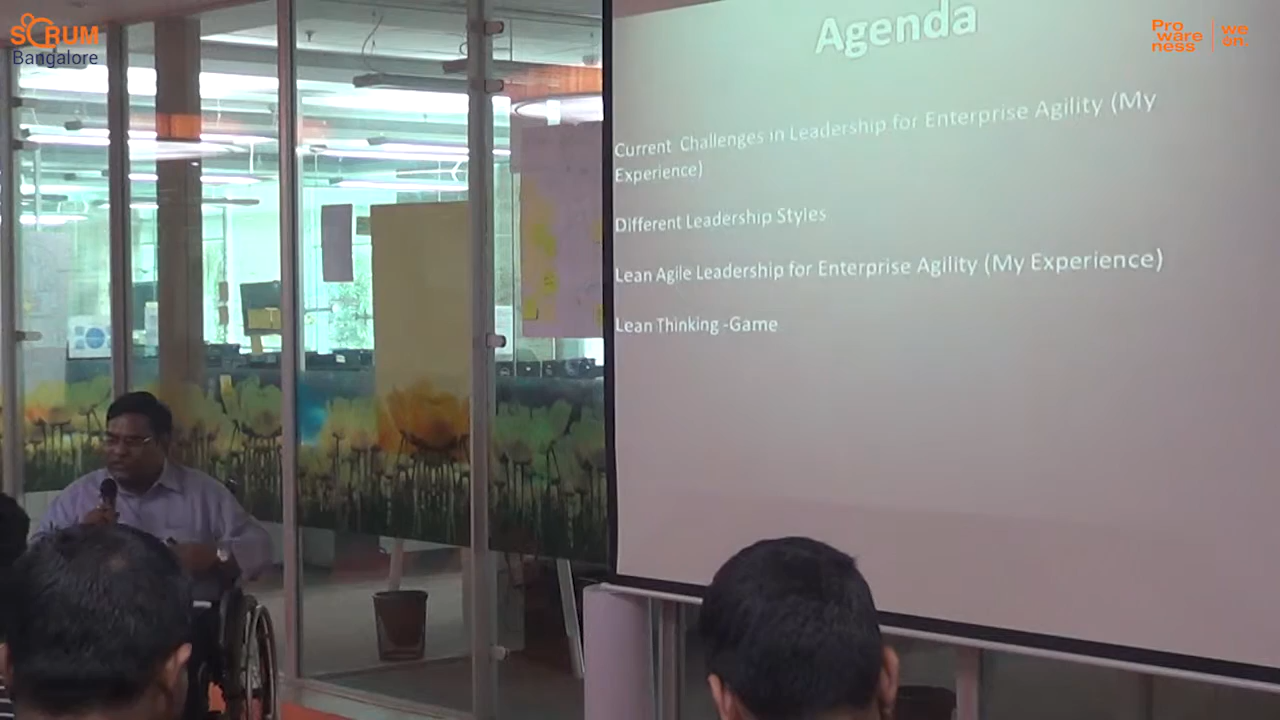 SCRUM
Bangalore
Pro
ware
ness
we
on.
Agenda
Current Challenges in Leadership for Enterprise Agility (My
Experience)
Different Leadership Styles
Lean Agile Leadership for Enterprise Agility (My Experience)
Lean Thinking -Game